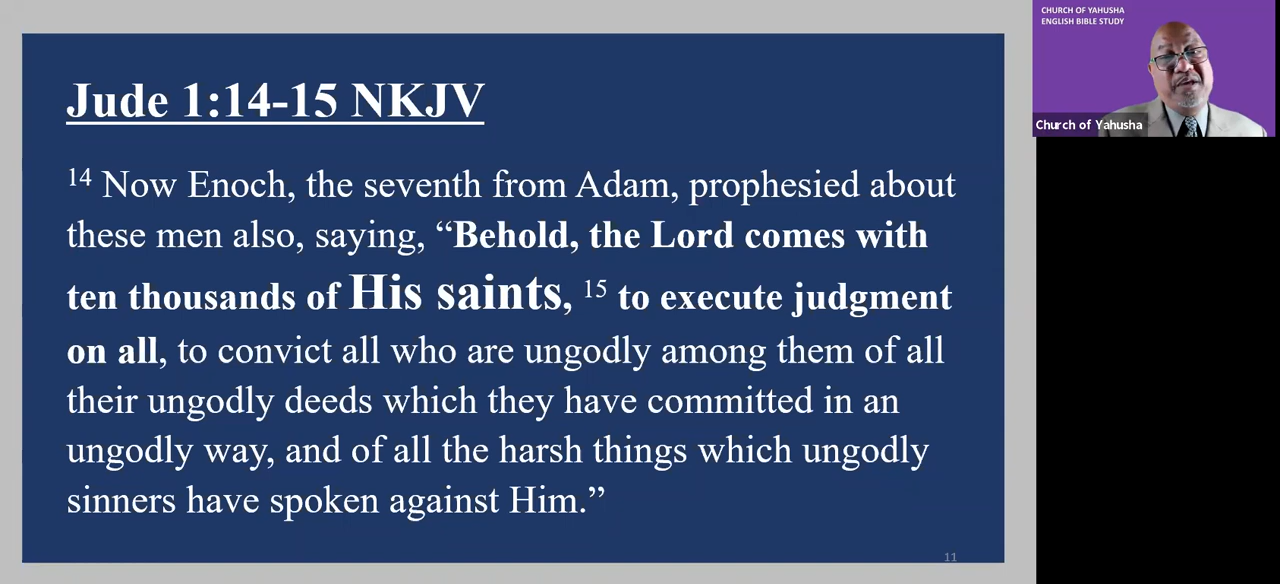 Jude 1:14-15 NKJV
14 Now Enoch, the seventh from Adam, prophesied about
these men also, saying, “Behold, the Lord comes with
ten thousands of His saints, 15 to execute judgment
on all, to convict all who are ungodly among them of all
their ungodly deeds which they have committed in an
ungodly way, and of all the harsh things which ungodly
sinners have spoken against Him.”
11
CHURCH OF YAHUSHA
ENGLISH BIBLE STUDY
Church of Yahusha